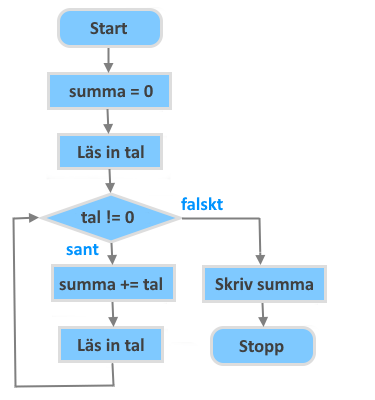 Start
summa = 0
Läs in tal
tal != 0
falskt
sant
summa += tal
Skriv summa
Läs in tal
Stopp